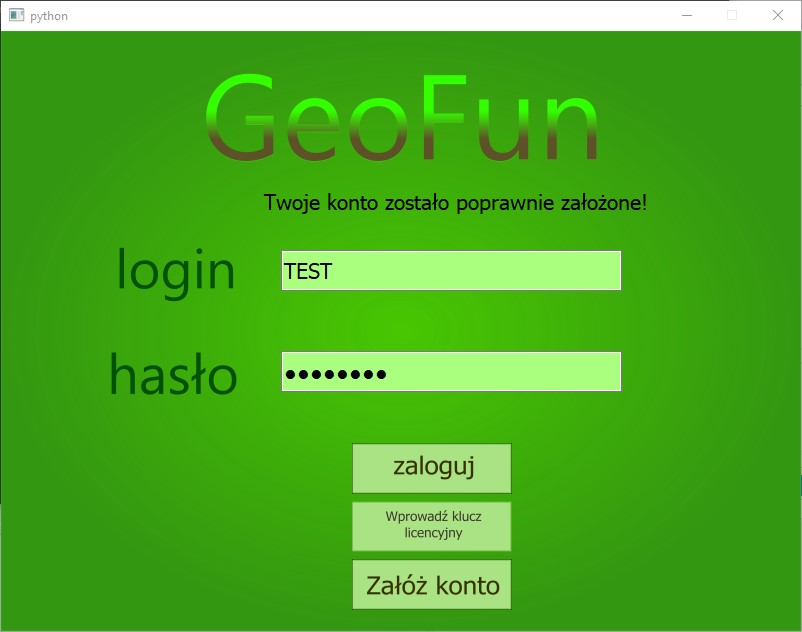 python
GeoFun
Twoje konto zostało poprawnie założone!
login
TEST
hasło
●●●●●●●●
zaloguj
Wprowadź klucz
licencyjny
Załóż konto